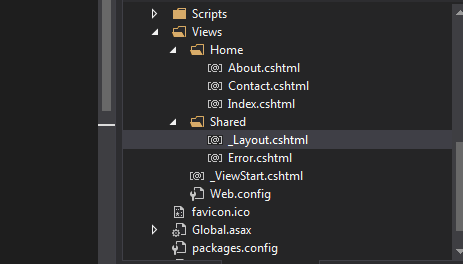 Scripts
Views
Home
About.cshtml
Contact.cshtml
Index.cshtml
Shared
_Layout.cshtml
Error.cshtml
_ViewStart.cshtml
Web.config
favicon.ico
Global.asax
packages.config